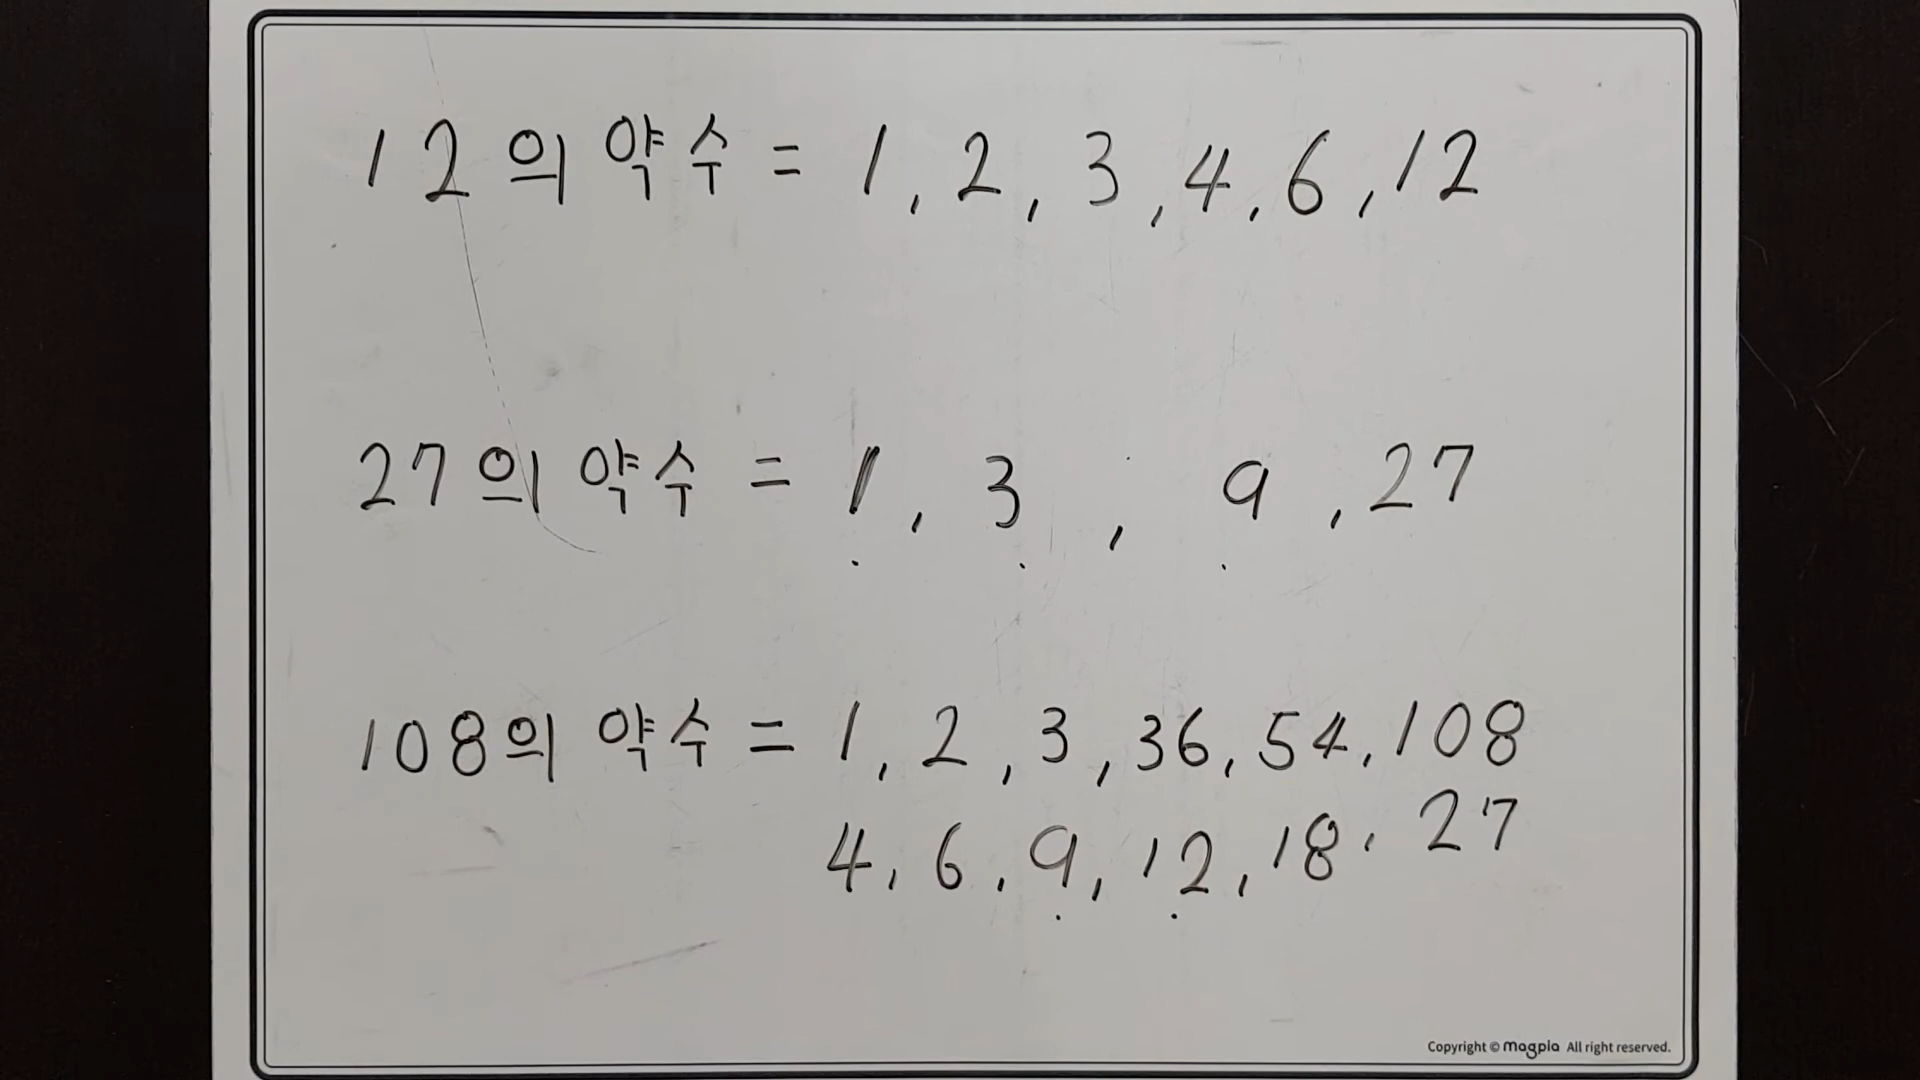 12의 약수 = 1, 2, 3, 4, 6, 12
27의 약수 = 1, 3, 9, 27
108의 약수 = 1, 2, 3, 36, 54, 108
4, 6, 9, 12, 18, 27
Copyright © magpia All right reserved.